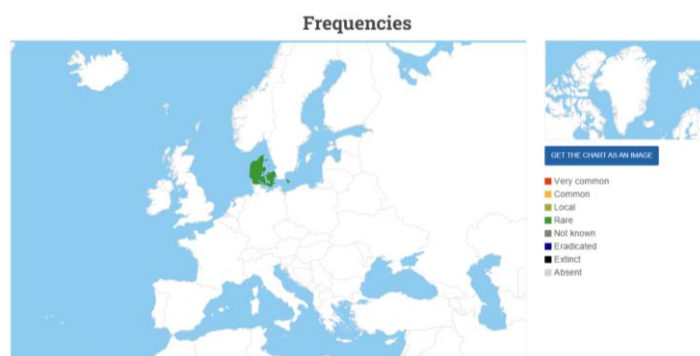 Frequencies
GET THE CHART AS AN IMAGE
Very common
Common
Local
Rare
Not known
Eradicated
Extinct
Absent